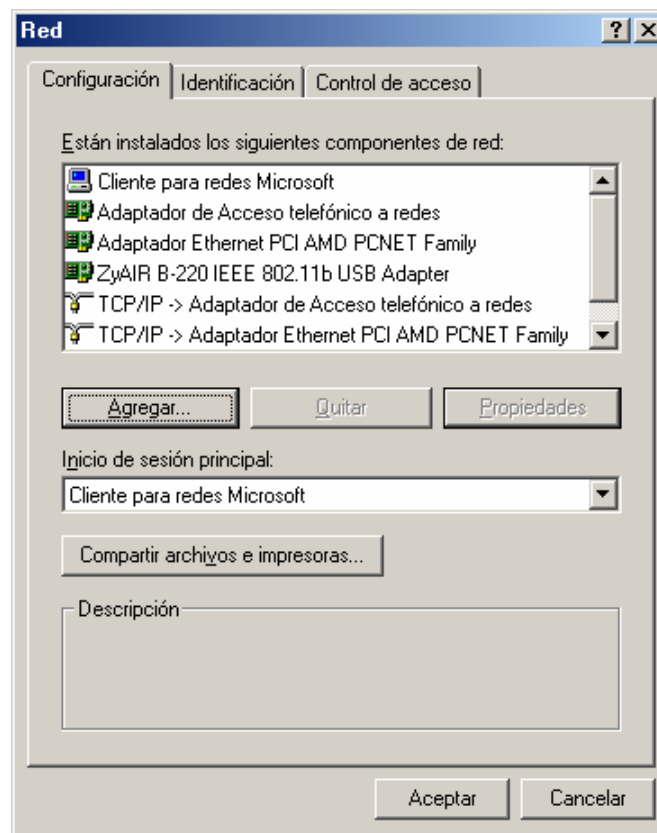 Red
Configuración Identificación Control de acceso
Están instalados los siguientes componentes de red:
Cliente para redes Microsoft
Adaptador de Acceso telefónico a redes
Adaptador Ethernet PCI AMD PCNET Family
ZyAIR B-220 IEEE 802.11b USB Adapter
TCP/IP -> Adaptador de Acceso telefónico a redes
TCP/IP -> Adaptador Ethernet PCI AMD PCNET Family
Agregar... Quitar Propiedades
Inicio de sesión principal:
Cliente para redes Microsoft
Compartir archivos e impresoras...
Descripción
Aceptar Cancelar